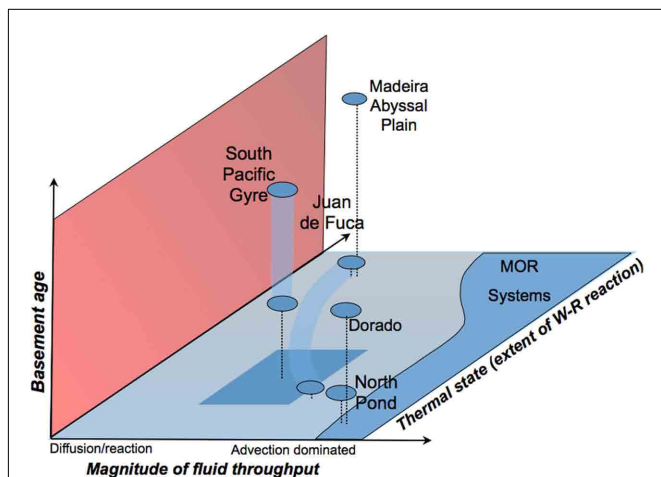 Madeira
Abyssal
Plain
South
Pacific
Gyre
Juan
de Fuca
MOR
Systems
Dorado
North
Pond
Basement age
Thermal state (extent of W-R reaction)
Diffusion/reaction
Advection dominated
Magnitude of fluid throughput